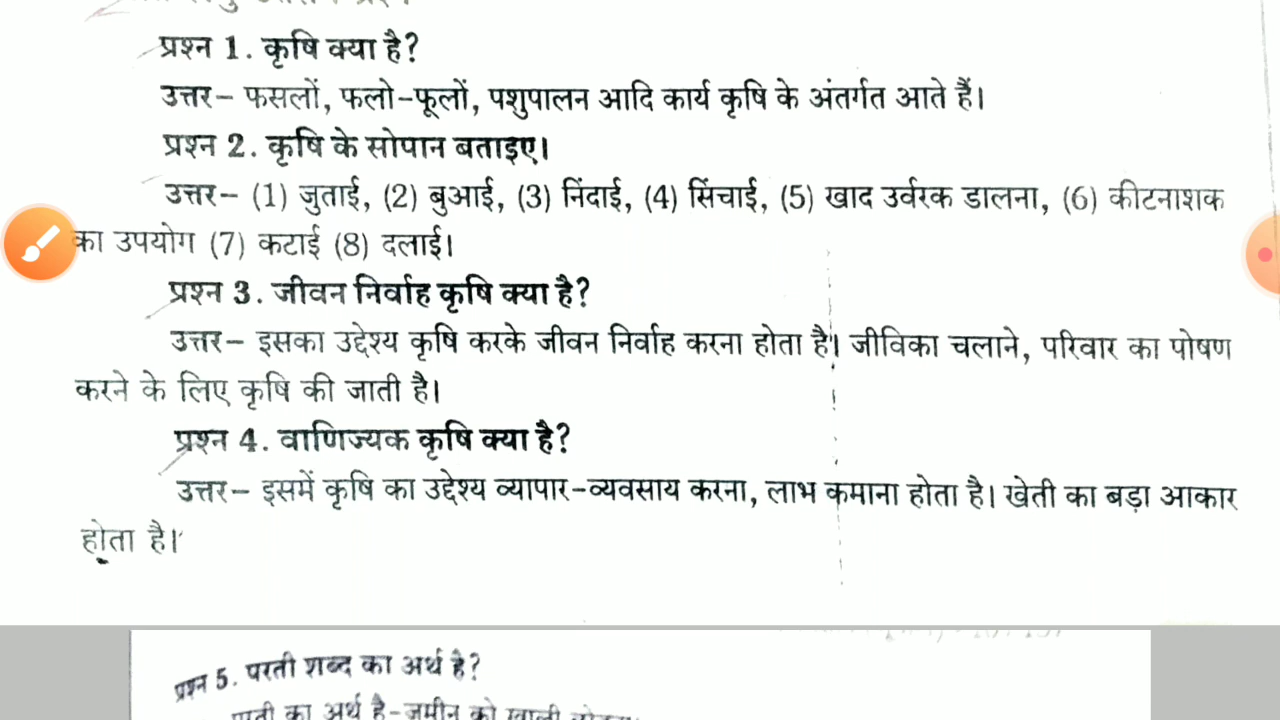 प्रश्न 1. कृषि क्या है?
उत्तर– फसलों, फलो-फूलों, पशुपालन आदि कार्य कृषि के अंतर्गत आते हैं।
प्रश्न 2. कृषि के सोपान बताइए।
उत्तर– (1) जुताई, (2) बुआई, (3) निंदाई, (4) सिंचाई, (5) खाद उर्वरक डालना, (6) कीटनाशक
का उपयोग (7) कटाई (8) दलाई।
प्रश्न 3. जीवन निर्वाह कृषि क्या है?
उत्तर– इसका उद्देश्य कृषि करके जीवन निर्वाह करना होता है। जीविका चलाने, परिवार का पोषण
करने के लिए कृषि की जाती है।
प्रश्न 4. वाणिज्यक कृषि क्या है?
उत्तर– इसमें कृषि का उद्देश्य व्यापार-व्यवसाय करना, लाभ कमाना होता है। खेती का बड़ा आकार
होता है।
प्रश्न 5. परती शब्द का अर्थ है?
का अर्थ है-जमीन को